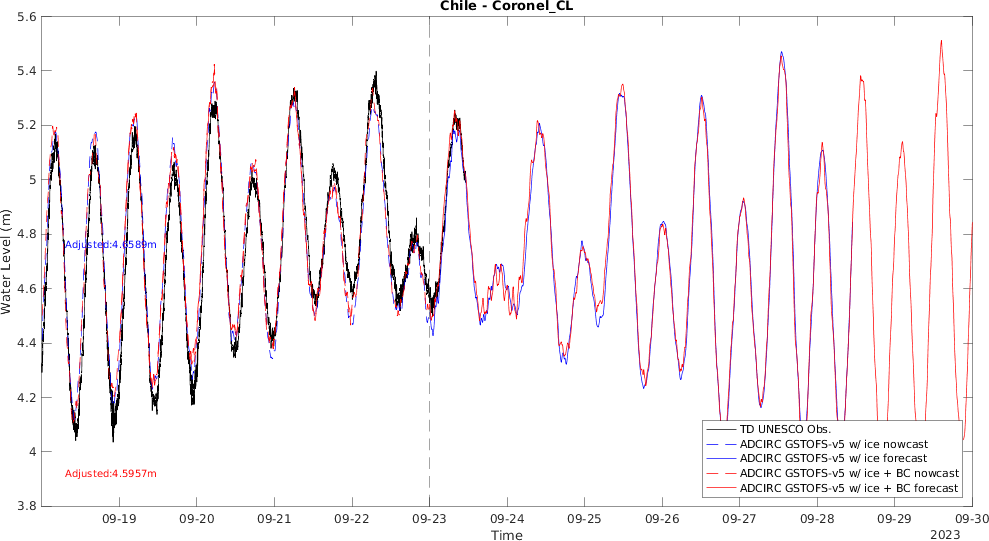 Chile - Coronel_CL
5.6
5.4
5.2
5
4.8
4.6
4.4
4.2
4
3.8
Water Level (m)
Adjusted:4.6589m
Adjusted:4.5957m
TD UNESCO Obs.
ADCIRC GSTOFS-v5 w/ ice nowcast
ADCIRC GSTOFS-v5 w/ ice forecast
ADCIRC GSTOFS-v5 w/ ice + BC nowcast
ADCIRC GSTOFS-v5 w/ ice + BC forecast
09-19 09-20 09-21 09-22 09-23 09-24 09-25 09-26 09-27 09-28 09-29 09-30
2023
Time